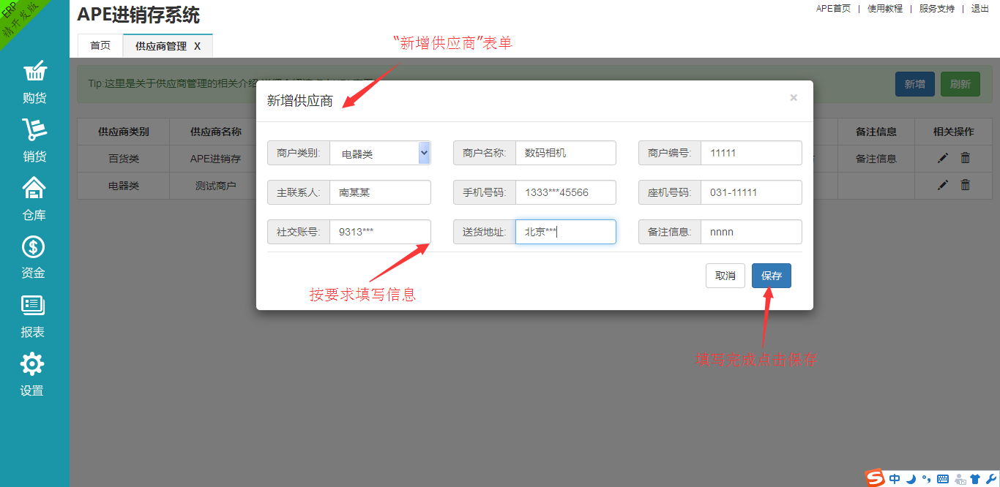 ERP
精开发版
APE进销存系统
APE首页 | 使用教程 | 服务支持 | 退出
首页
供应商管理 X
“新增供应商”表单
购货
销货
仓库
资金
报表
设置
Tip:这里是关于供应商管理的相关介绍
新增
刷新
供应商类别 供应商名称 备注信息 相关操作
百货类 APE进销存 备注信息
电器类 测试商户
新增供应商 ×
商户类别: 电器类 商户名称: 数码相机 商户编号: 11111
主联系人: 南某某 手机号码: 1333***45566 座机号码: 031-11111
社交账号: 9313*** 送货地址: 北京*** 备注信息: nnnn
取消 保存
按要求填写信息
填写完成点击保存
S 中